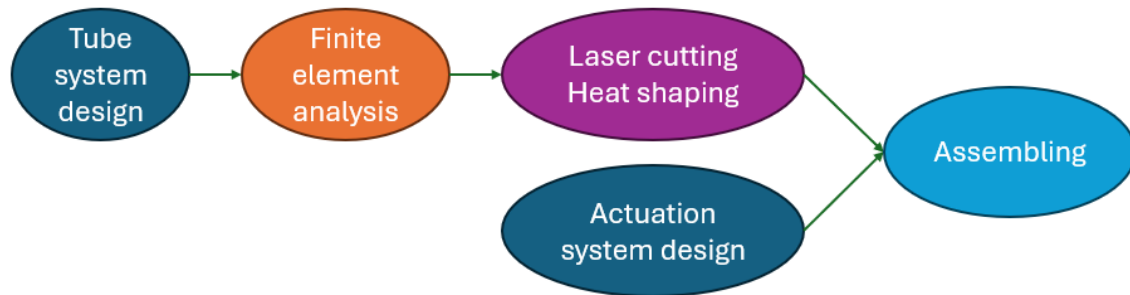 Tube
system
design
Finite
element
analysis
Laser cutting
Heat shaping
Actuation
system design
Assembling